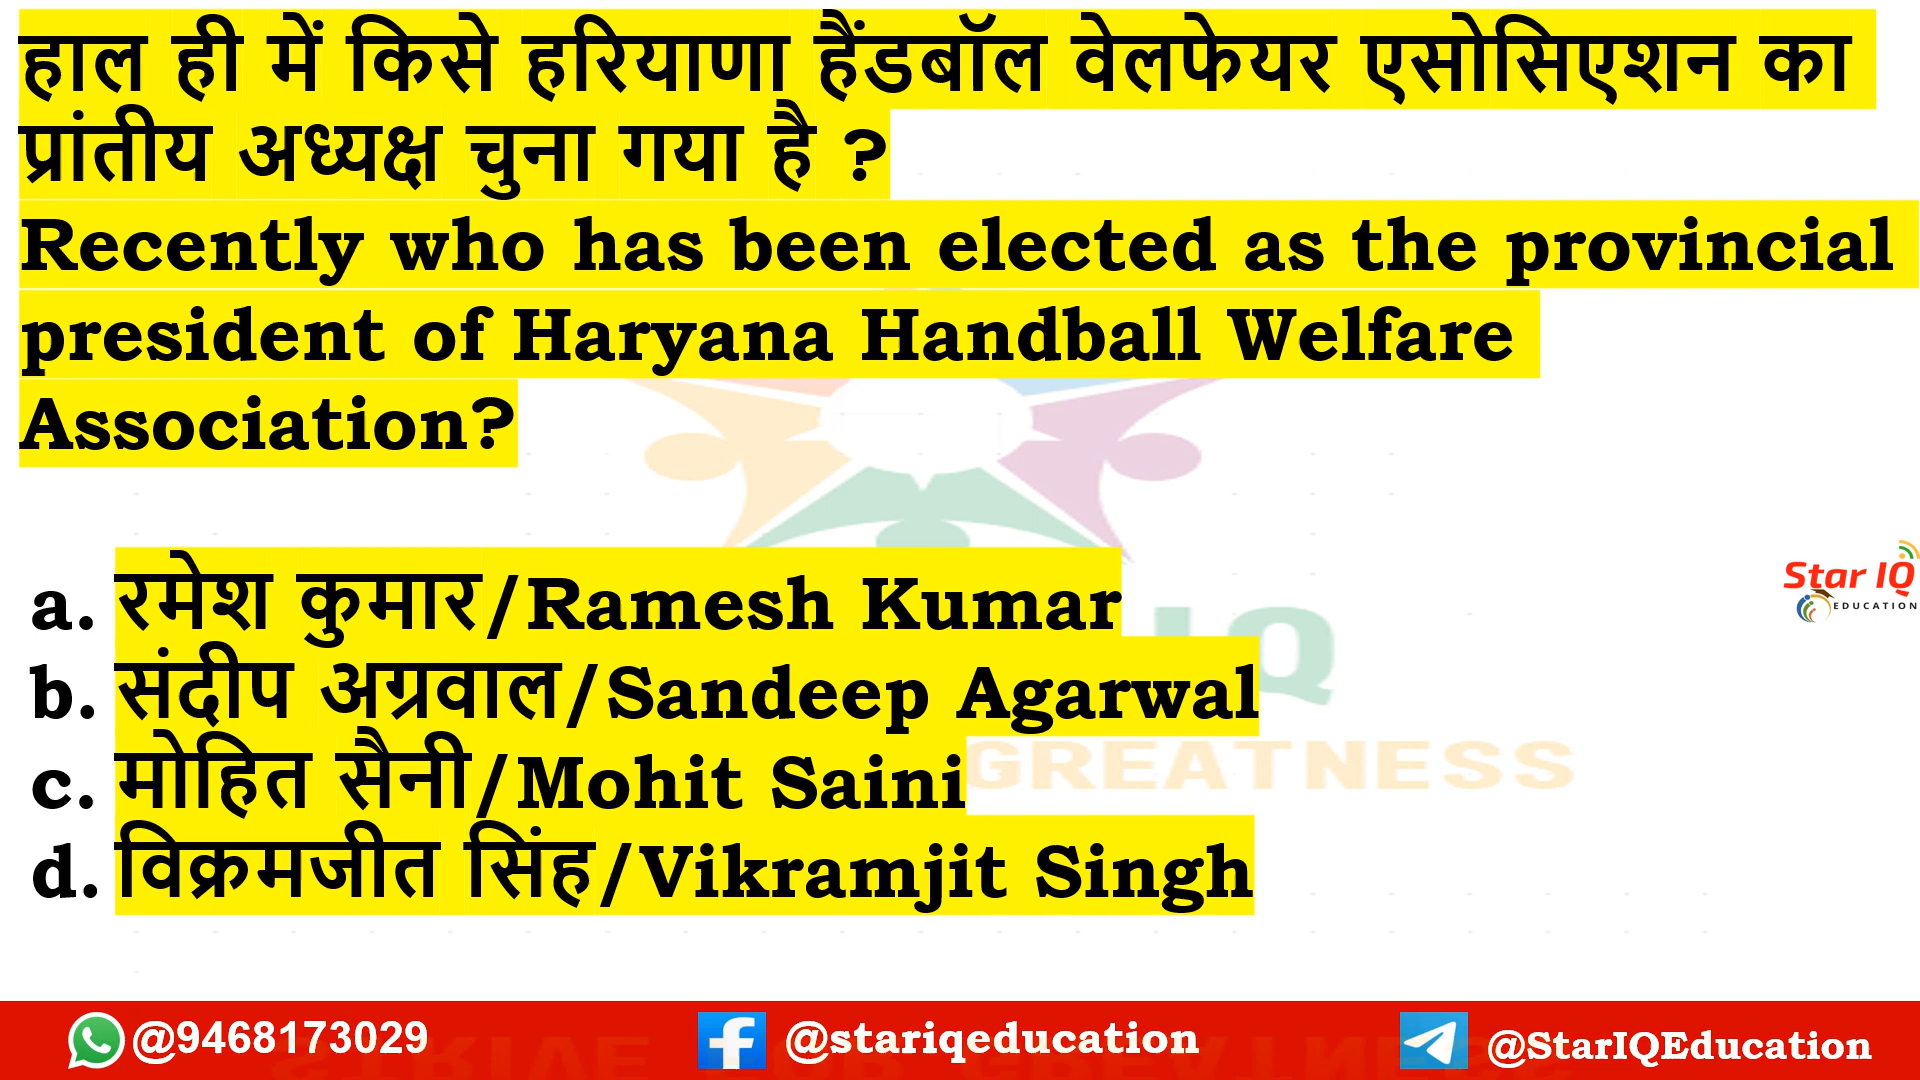 हाल ही में किसे हरियाणा हैंडबॉल वेलफेयर एसोसिएशन का
प्रांतीय अध्यक्ष चुना गया है ?
Recently who has been elected as the provincial
president of Haryana Handball Welfare
Association?
a. रमेश कुमार/Ramesh Kumar
b. संदीप अग्रवाल/Sandeep Agarwal
c. मोहित सैनी/Mohit Saini
d. विक्रमजीत सिंह/Vikramjit Singh
IQ
GREATNESS
Star IQ
EDUCATION
@9468173029
@stariqeducation
@StarIQEducation